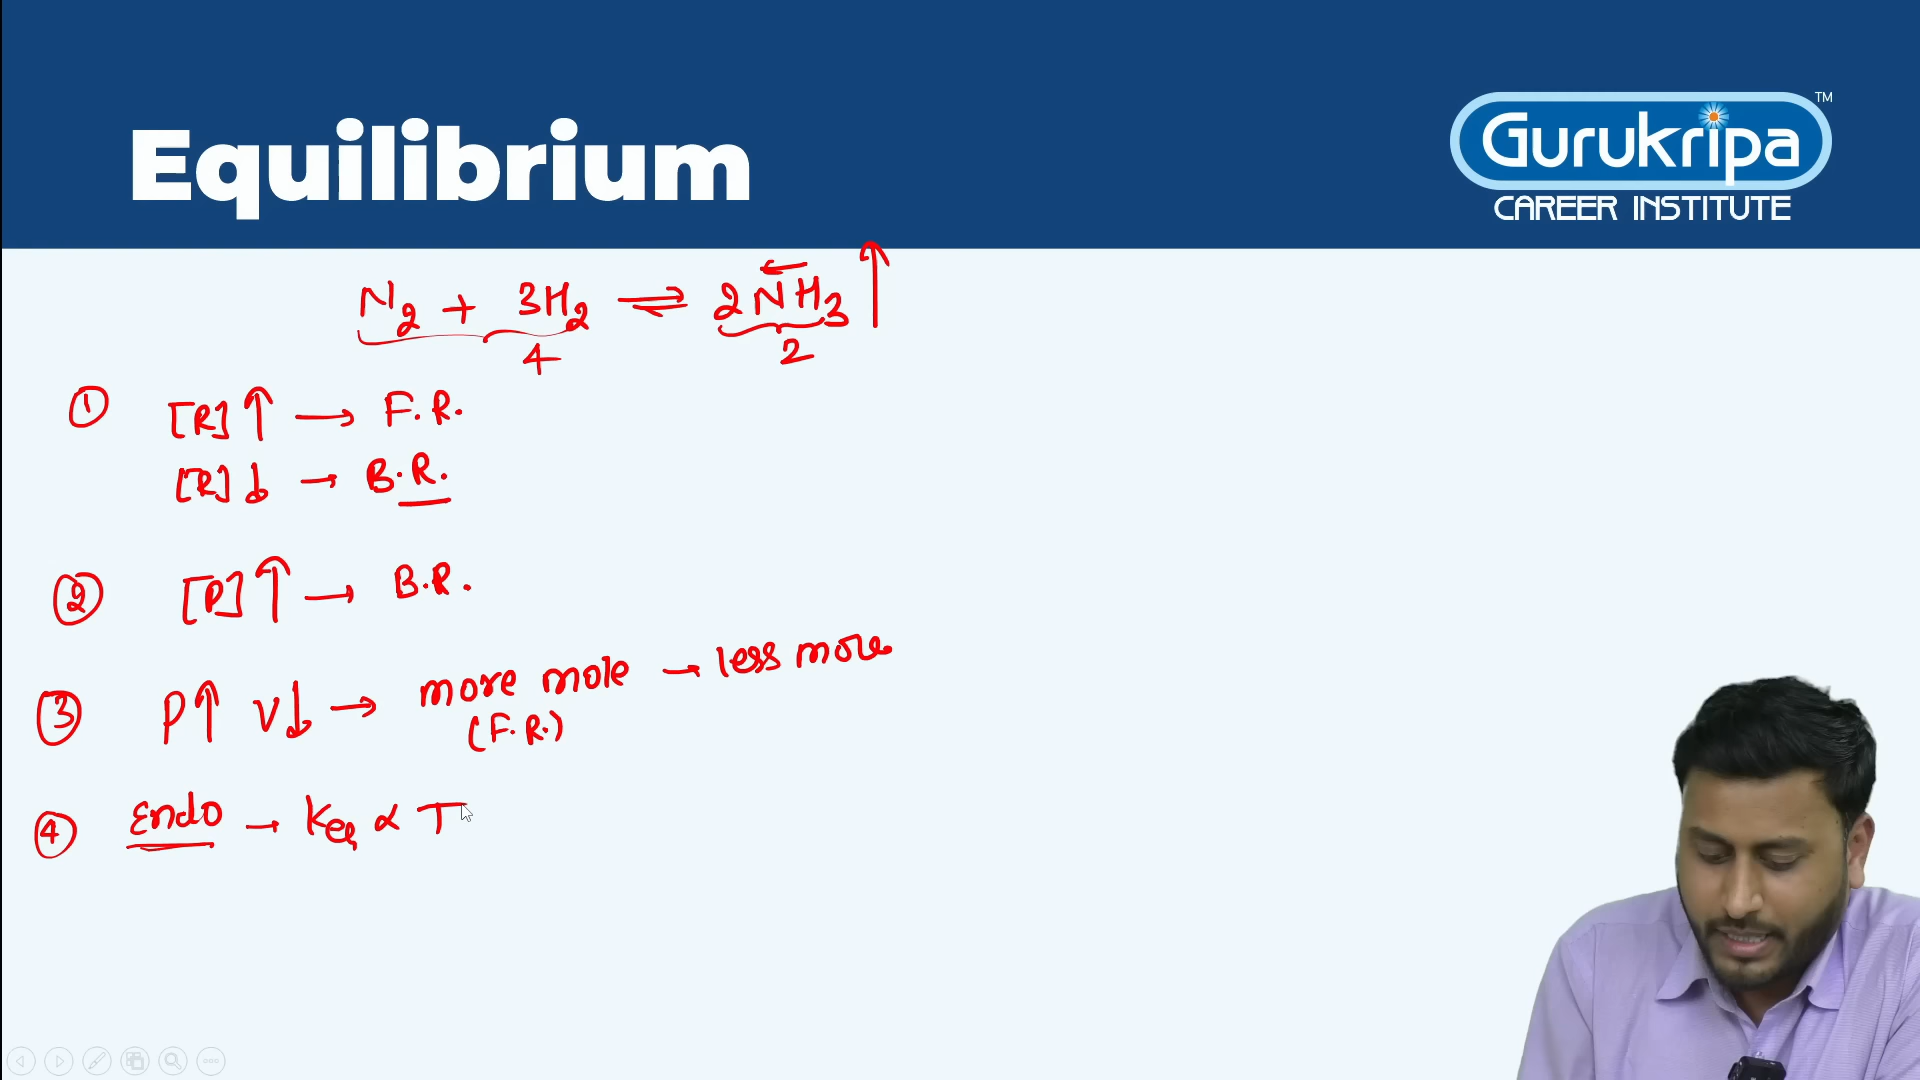 Equilibrium
Gurukripa TM
CAREER INSTITUTE
N₂ + 3H₂ ⇌ 2NH₃ ↑
4 2
① [R]↑ → F.R.
[R]↓ → B.R.
② [P]↑ → B.R.
③ P↑ V↓ → more mole → less mole
(F.R.)
④ Endo → Keq ∝ T